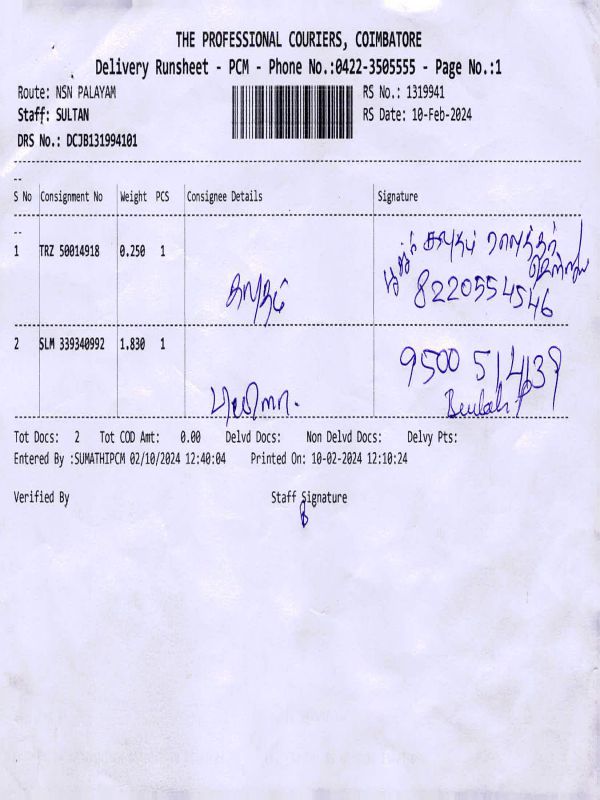 THE PROFESSIONAL COURIERS, COIMBATORE
Delivery Runsheet - PCM - Phone No.:0422-3505555 - Page No.:1
Route: NSN PALAYAM RS No.: 1319941
Staff: SULTAN RS Date: 10-Feb-2024
DRS No.: DCJB131994101
--
S No Consignment No Weight PCS Consignee Details Signature
--
1 TRZ 50014918 0.250 1
8220554546
2 SLM 339340992 1.830 1
Beulah
Tot Docs: 2 Tot COD Amt: 0.00 Delvd Docs: Non Delvd Docs: Delvy Pts:
Entered By :SUMATHIPCM 02/10/2024 12:40:04 Printed On: 10-02-2024 12:10:24
Verified By Staff Signature